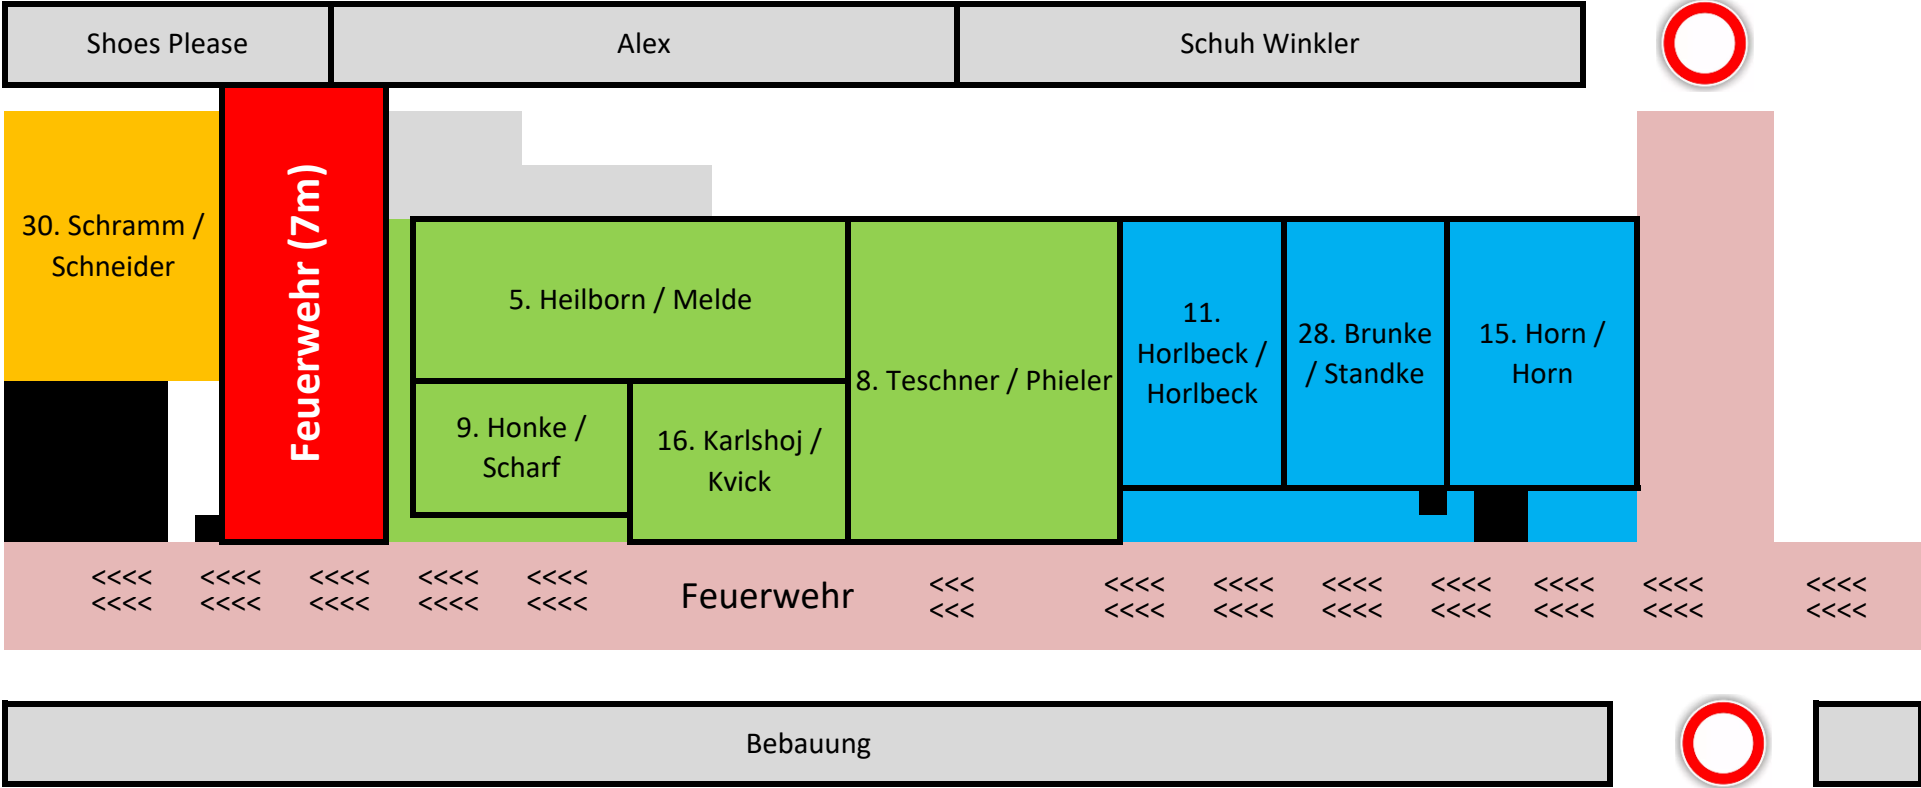 Shoes Please
Alex
Schuh Winkler
30. Schramm /
Schneider
Feuerwehr (7m)
5. Heilborn / Melde
9. Honke /
Scharf
16. Karlshoj /
Kvick
8. Teschner / Phieler
11.
Horlbeck /
Horlbeck
28. Brunke
/ Standke
15. Horn /
Horn
<<<< <<<< <<<< <<<< <<<< Feuerwehr <<< <<<< <<<< <<<< <<<< <<<< <<<< <<<<
<<<< <<<< <<<< <<<< <<<< <<< <<<< <<<< <<<< <<<< <<<< <<<< <<<<
Bebauung